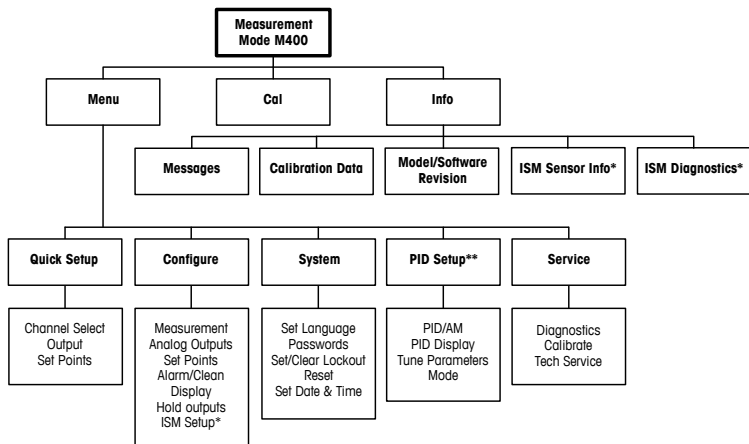 Measurement
Mode M400
Menu
Cal
Info
Messages
Calibration Data
Model/Software
Revision
ISM Sensor Info*
ISM Diagnostics*
Quick Setup
Configure
System
PID Setup**
Service
Channel Select
Output
Set Points
Measurement
Analog Outputs
Set Points
Alarm/Clean
Display
Hold outputs
ISM Setup*
Set Language
Passwords
Set/Clear Lockout
Reset
Set Date & Time
PID/AM
PID Display
Tune Parameters
Mode
Diagnostics
Calibrate
Tech Service